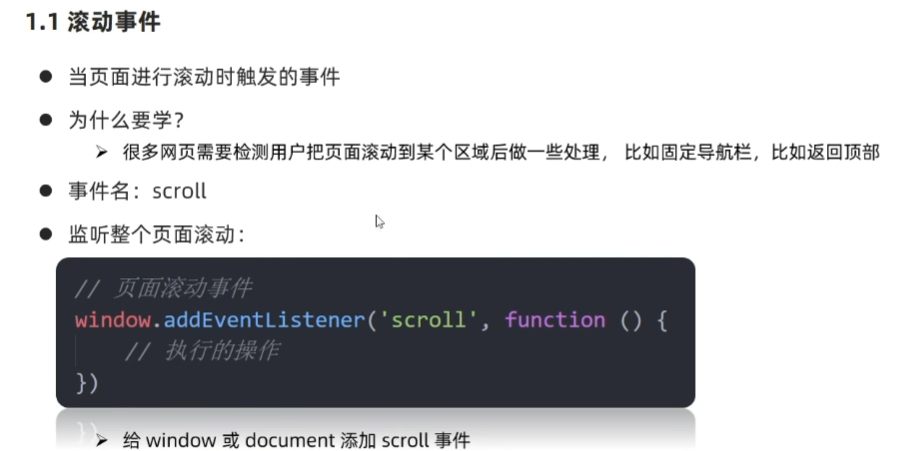 1.1 滚动事件
当页面进行滚动时触发的事件
为什么要学?
很多网页需要检测用户把页面滚动到某个区域后做一些处理， 比如固定导航栏，比如返回顶部
事件名：scroll
监听整个页面滚动：
// 页面滚动事件
window.addEventListener('scroll', function () {
// 执行的操作
})
给 window 或 document 添加 scroll 事件